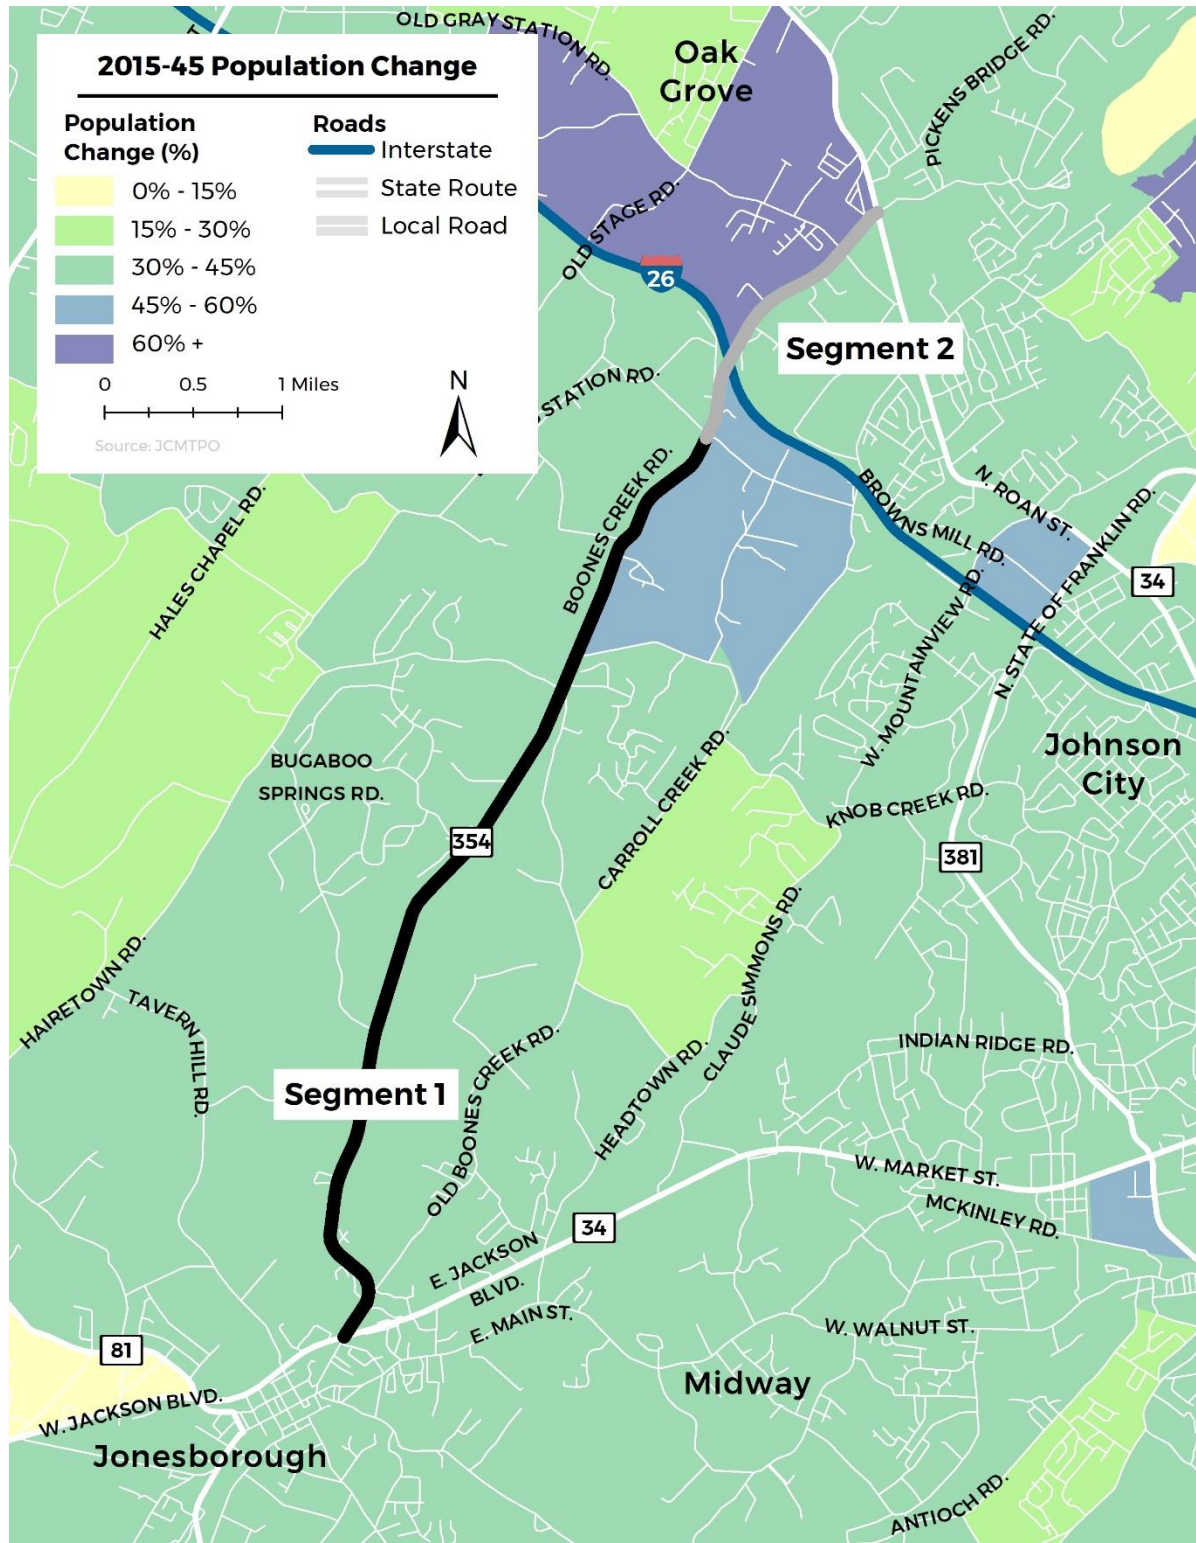 2015-45 Population Change
Population
Change (%)
0% - 15%
15% - 30%
30% - 45%
45% - 60%
60% +
Roads
Interstate
State Route
Local Road
0 0.5 1 Miles
N
Source: JCMTPO
OLD GRAY STATION RD.
Oak
Grove
PICKENS BRIDGE RD.
OLD STAGE RD.
26
Segment 2
STATION RD.
BOONES CREEK RD.
BROWNS MILL RD.
N. ROAN ST.
N. STATE OF FRANKLIN RD.
34
HALES CHAPEL RD.
W. MOUNTAINVIEW RD.
Johnson
City
BUGABOO
SPRINGS RD.
CARROLL CREEK RD.
KNOB CREEK RD.
354
381
HAIRETOWN RD.
TAVERN HILL RD.
CLAUDE SIMMONS RD.
INDIAN RIDGE RD.
Segment 1
OLD BOONES CREEK RD.
HEADTOWN RD.
W. MARKET ST.
MCKINLEY RD.
34
E. JACKSON
BLVD.
E. MAIN ST.
W. WALNUT ST.
81
W. JACKSON BLVD.
Midway
Jonesborough
ANTIOCH RD.